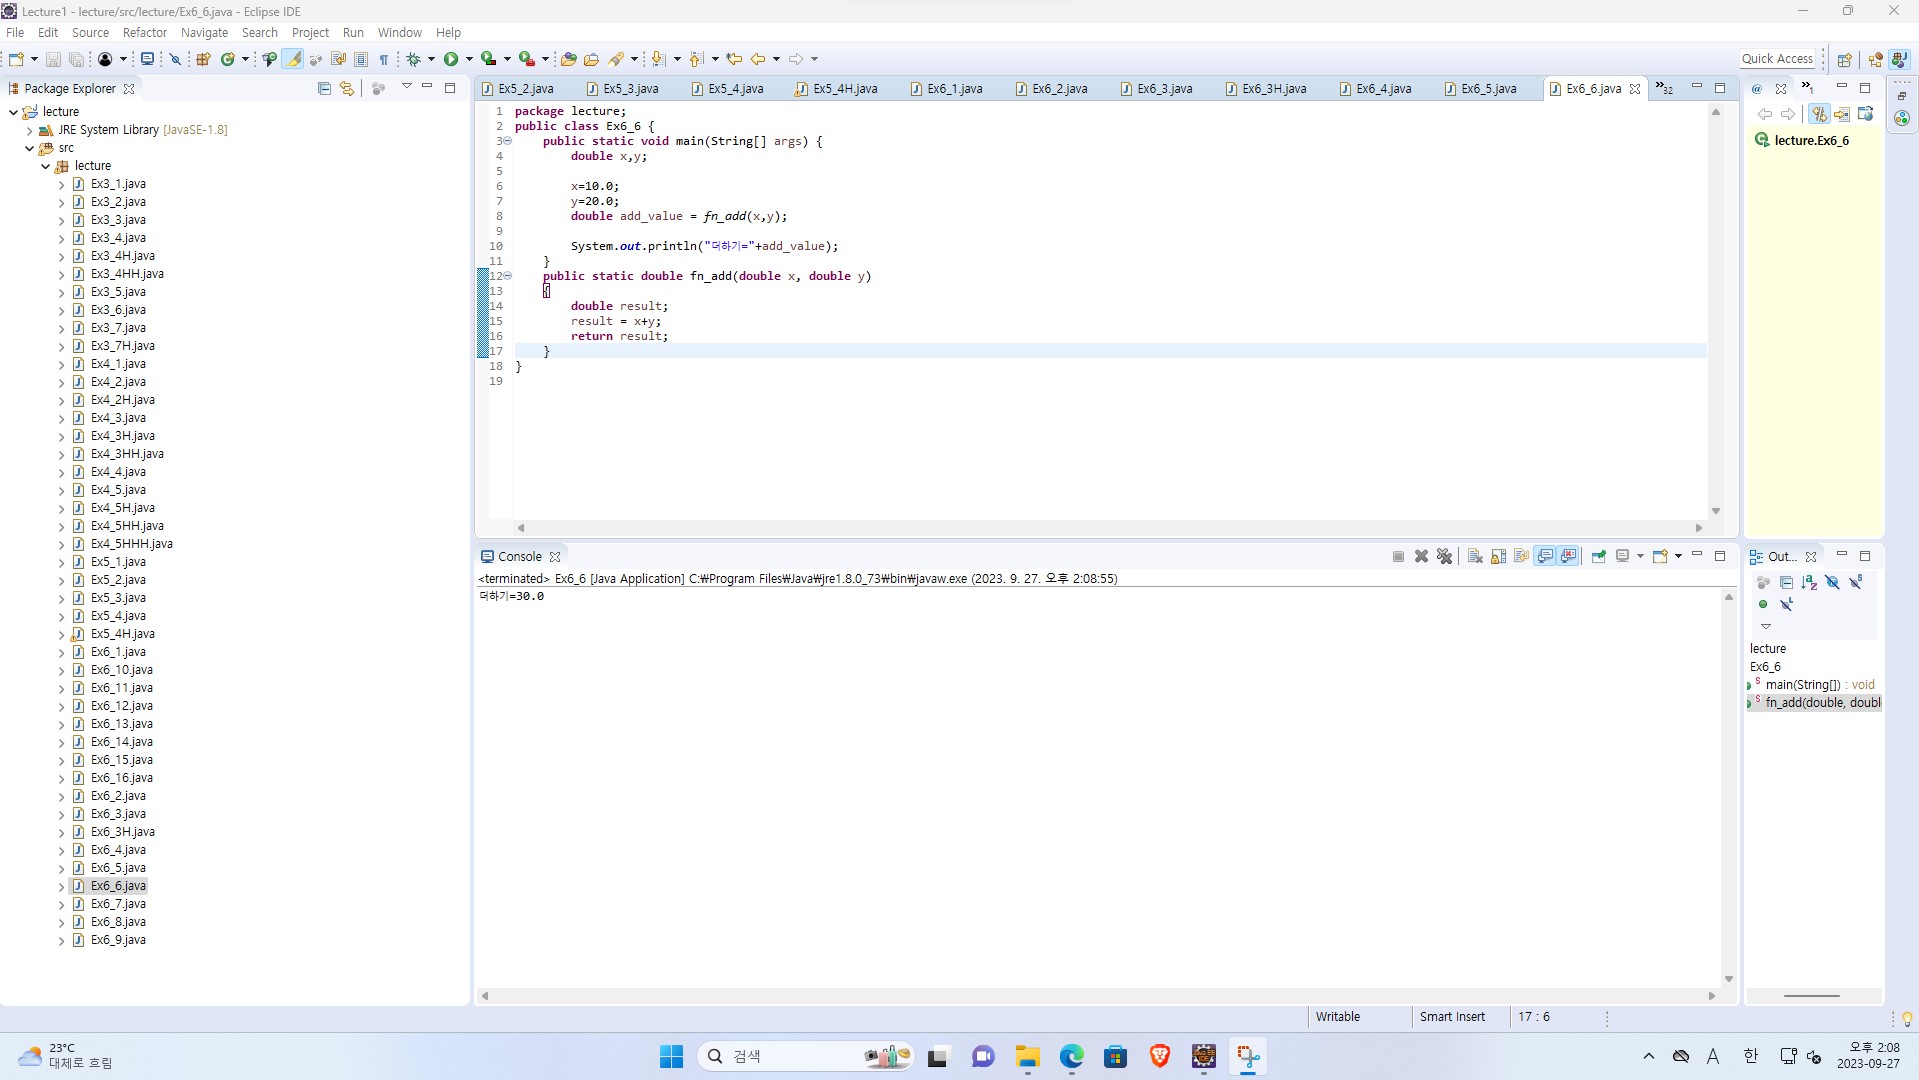 Lecture1 - lecture/src/lecture/Ex6_6.java - Eclipse IDE
File Edit Source Refactor Navigate Search Project Run Window Help
Quick Access
Package Explorer
lecture
JRE System Library [JavaSE-1.8]
src
lecture
Ex3_1.java
Ex3_2.java
Ex3_3.java
Ex3_4.java
Ex3_4H.java
Ex3_4HH.java
Ex3_5.java
Ex3_6.java
Ex3_7.java
Ex3_7H.java
Ex4_1.java
Ex4_2.java
Ex4_2H.java
Ex4_3.java
Ex4_3H.java
Ex4_3HH.java
Ex4_4.java
Ex4_5.java
Ex4_5H.java
Ex4_5HH.java
Ex4_5HHH.java
Ex5_1.java
Ex5_2.java
Ex5_3.java
Ex5_4.java
Ex5_4H.java
Ex6_1.java
Ex6_10.java
Ex6_11.java
Ex6_12.java
Ex6_13.java
Ex6_14.java
Ex6_15.java
Ex6_16.java
Ex6_2.java
Ex6_3.java
Ex6_3H.java
Ex6_4.java
Ex6_5.java
Ex6_6.java
Ex6_7.java
Ex6_8.java
Ex6_9.java
Ex5_2.java Ex5_3.java Ex5_4.java Ex5_4H.java Ex6_1.java Ex6_2.java Ex6_3.java Ex6_3H.java Ex6_4.java Ex6_5.java Ex6_6.java »32
1 package lecture;
2 public class Ex6_6 {
3 public static void main(String[] args) {
4 double x,y;
5
6 x=10.0;
7 y=20.0;
8 double add_value = fn_add(x,y);
9
10 System.out.println("더하기="+add_value);
11 }
12 public static double fn_add(double x, double y)
13 {
14 double result;
15 result = x+y;
16 return result;
17 }
18 }
19
@ »1
lecture.Ex6_6
Console
<terminated> Ex6_6 [Java Application] C:₩Program Files₩Java₩jre1.8.0_73₩bin₩javaw.exe (2023. 9. 27. 오후 2:08:55)
더하기=30.0
Out...
lecture
Ex6_6
main(String[]) : void
fn_add(double, doubl
Writable Smart Insert 17 : 6
23°C
대체로 흐림
검색
A 한
오후 2:08
2023-09-27